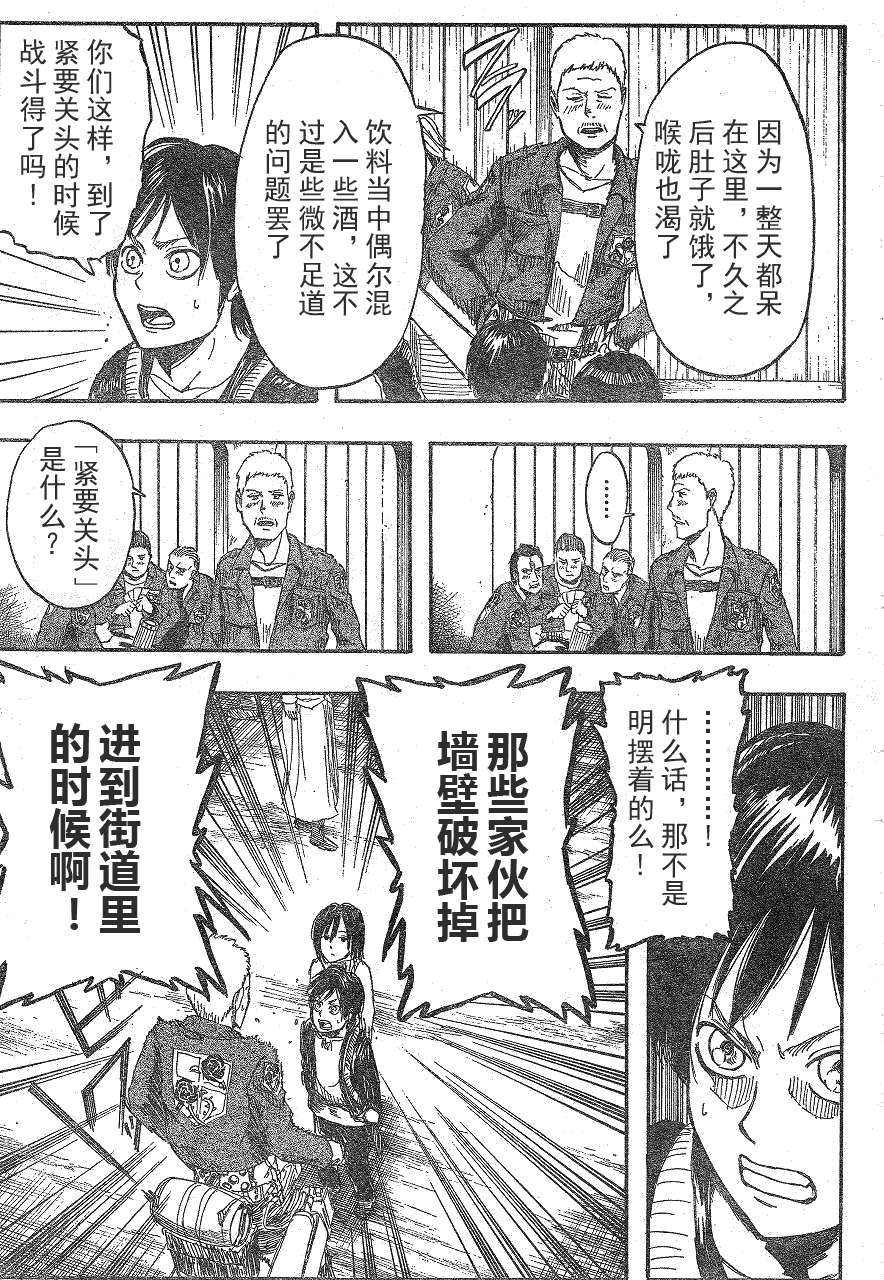 因为一整天都呆
在这里，不久之
后肚子就饿了，
喉咙也渴了
饮料当中偶尔混
入一些酒，这不
过是些微不足道
的问题罢了
你们这样，到了
紧要关头的时候
战斗得了吗！
……
「紧要关头」
是什么？
…………！
什么话，那不是
明摆着的么！
那些家伙把
墙壁破坏掉
进到街道里
的时候啊！